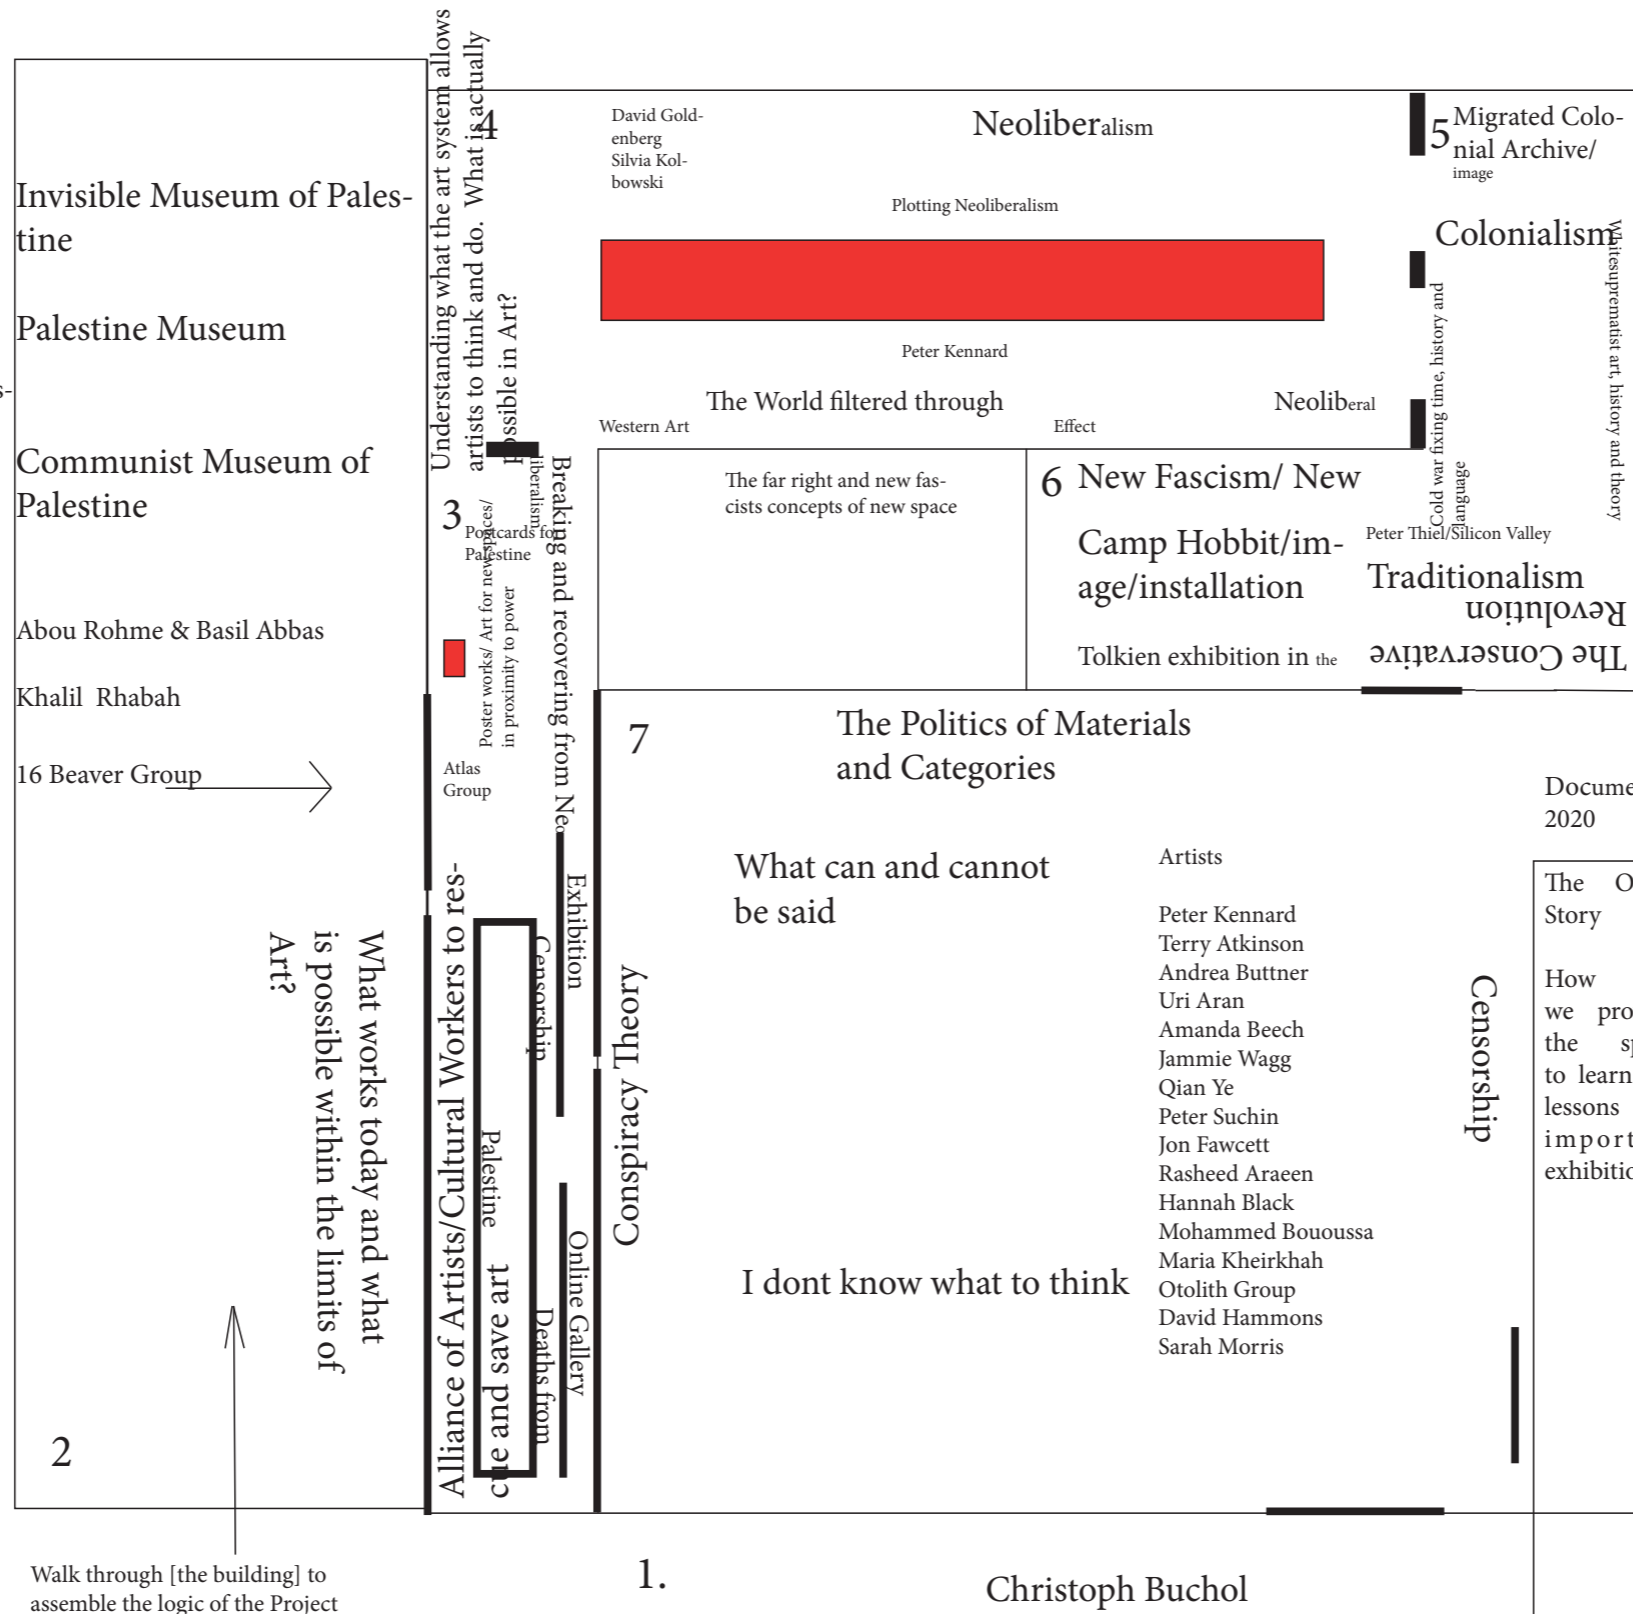 Invisible Museum of Pales-
tine
Palestine Museum
Communist Museum of
Palestine
Abou Rohme & Basil Abbas
Khalil Rhabah
16 Beaver Group
What works today and what
is possible within the limits of
Art?
2
Walk through [the building] to
assemble the logic of the Project
s-
Understanding what the art system allows
artists to think and do. What is actually
possible in Art?
4
David Gold-
enberg
Silvia Kol-
bowski
Neoliberalism
Plotting Neoliberalism
Peter Kennard
The World filtered through
Neoliberal
Western Art
Effect
5
Migrated Colo-
nial Archive/
image
Colonialism
Whitesuprematist art, history and theory
Cold war fixing time, history and
language
3
Postcards for
Palestine
Poster works/ Art for new spaces/
in proximity to power
Breaking and recovering from Neo
liberalism
Atlas
Group
The far right and new fas-
cists concepts of new space
6
New Fascism/ New
Camp Hobbit/im-
age/installation
Tolkien exhibition in the
Peter Thiel/Silicon Valley
Traditionalism
The Conservative
Revolution
Alliance of Artists/Cultural Workers to res-
cue and save art
Palestine
Exhibition
Censorship
Online Gallery
Deaths from
7
The Politics of Materials
and Categories
What can and cannot
be said
Conspiracy Theory
I dont know what to think
Artists
Peter Kennard
Terry Atkinson
Andrea Buttner
Uri Aran
Amanda Beech
Jammie Wagg
Qian Ye
Peter Suchin
Jon Fawcett
Rasheed Araeen
Hannah Black
Mohammed Bououssa
Maria Kheirkhah
Otolith Group
David Hammons
Sarah Morris
Censorship
Docume
2020
The O
Story
How
we pro
the sp
to learn
lessons
import
exhibitio
1.
Christoph Buchol